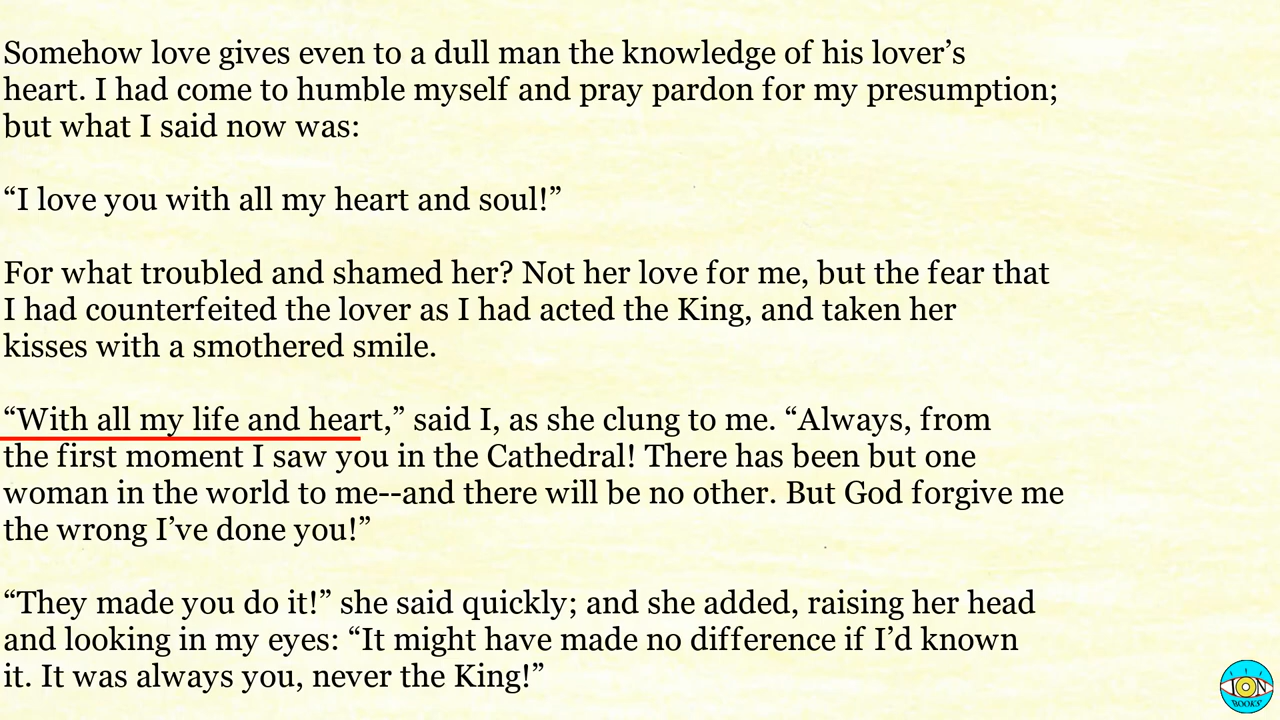 Somehow love gives even to a dull man the knowledge of his lover’s
heart. I had come to humble myself and pray pardon for my presumption;
but what I said now was:
“I love you with all my heart and soul!”
For what troubled and shamed her? Not her love for me, but the fear that
I had counterfeited the lover as I had acted the King, and taken her
kisses with a smothered smile.
“With all my life and heart,” said I, as she clung to me. “Always, from
the first moment I saw you in the Cathedral! There has been but one
woman in the world to me--and there will be no other. But God forgive me
the wrong I’ve done you!”
“They made you do it!” she said quickly; and she added, raising her head
and looking in my eyes: “It might have made no difference if I’d known
it. It was always you, never the King!”
ION
BOOKS